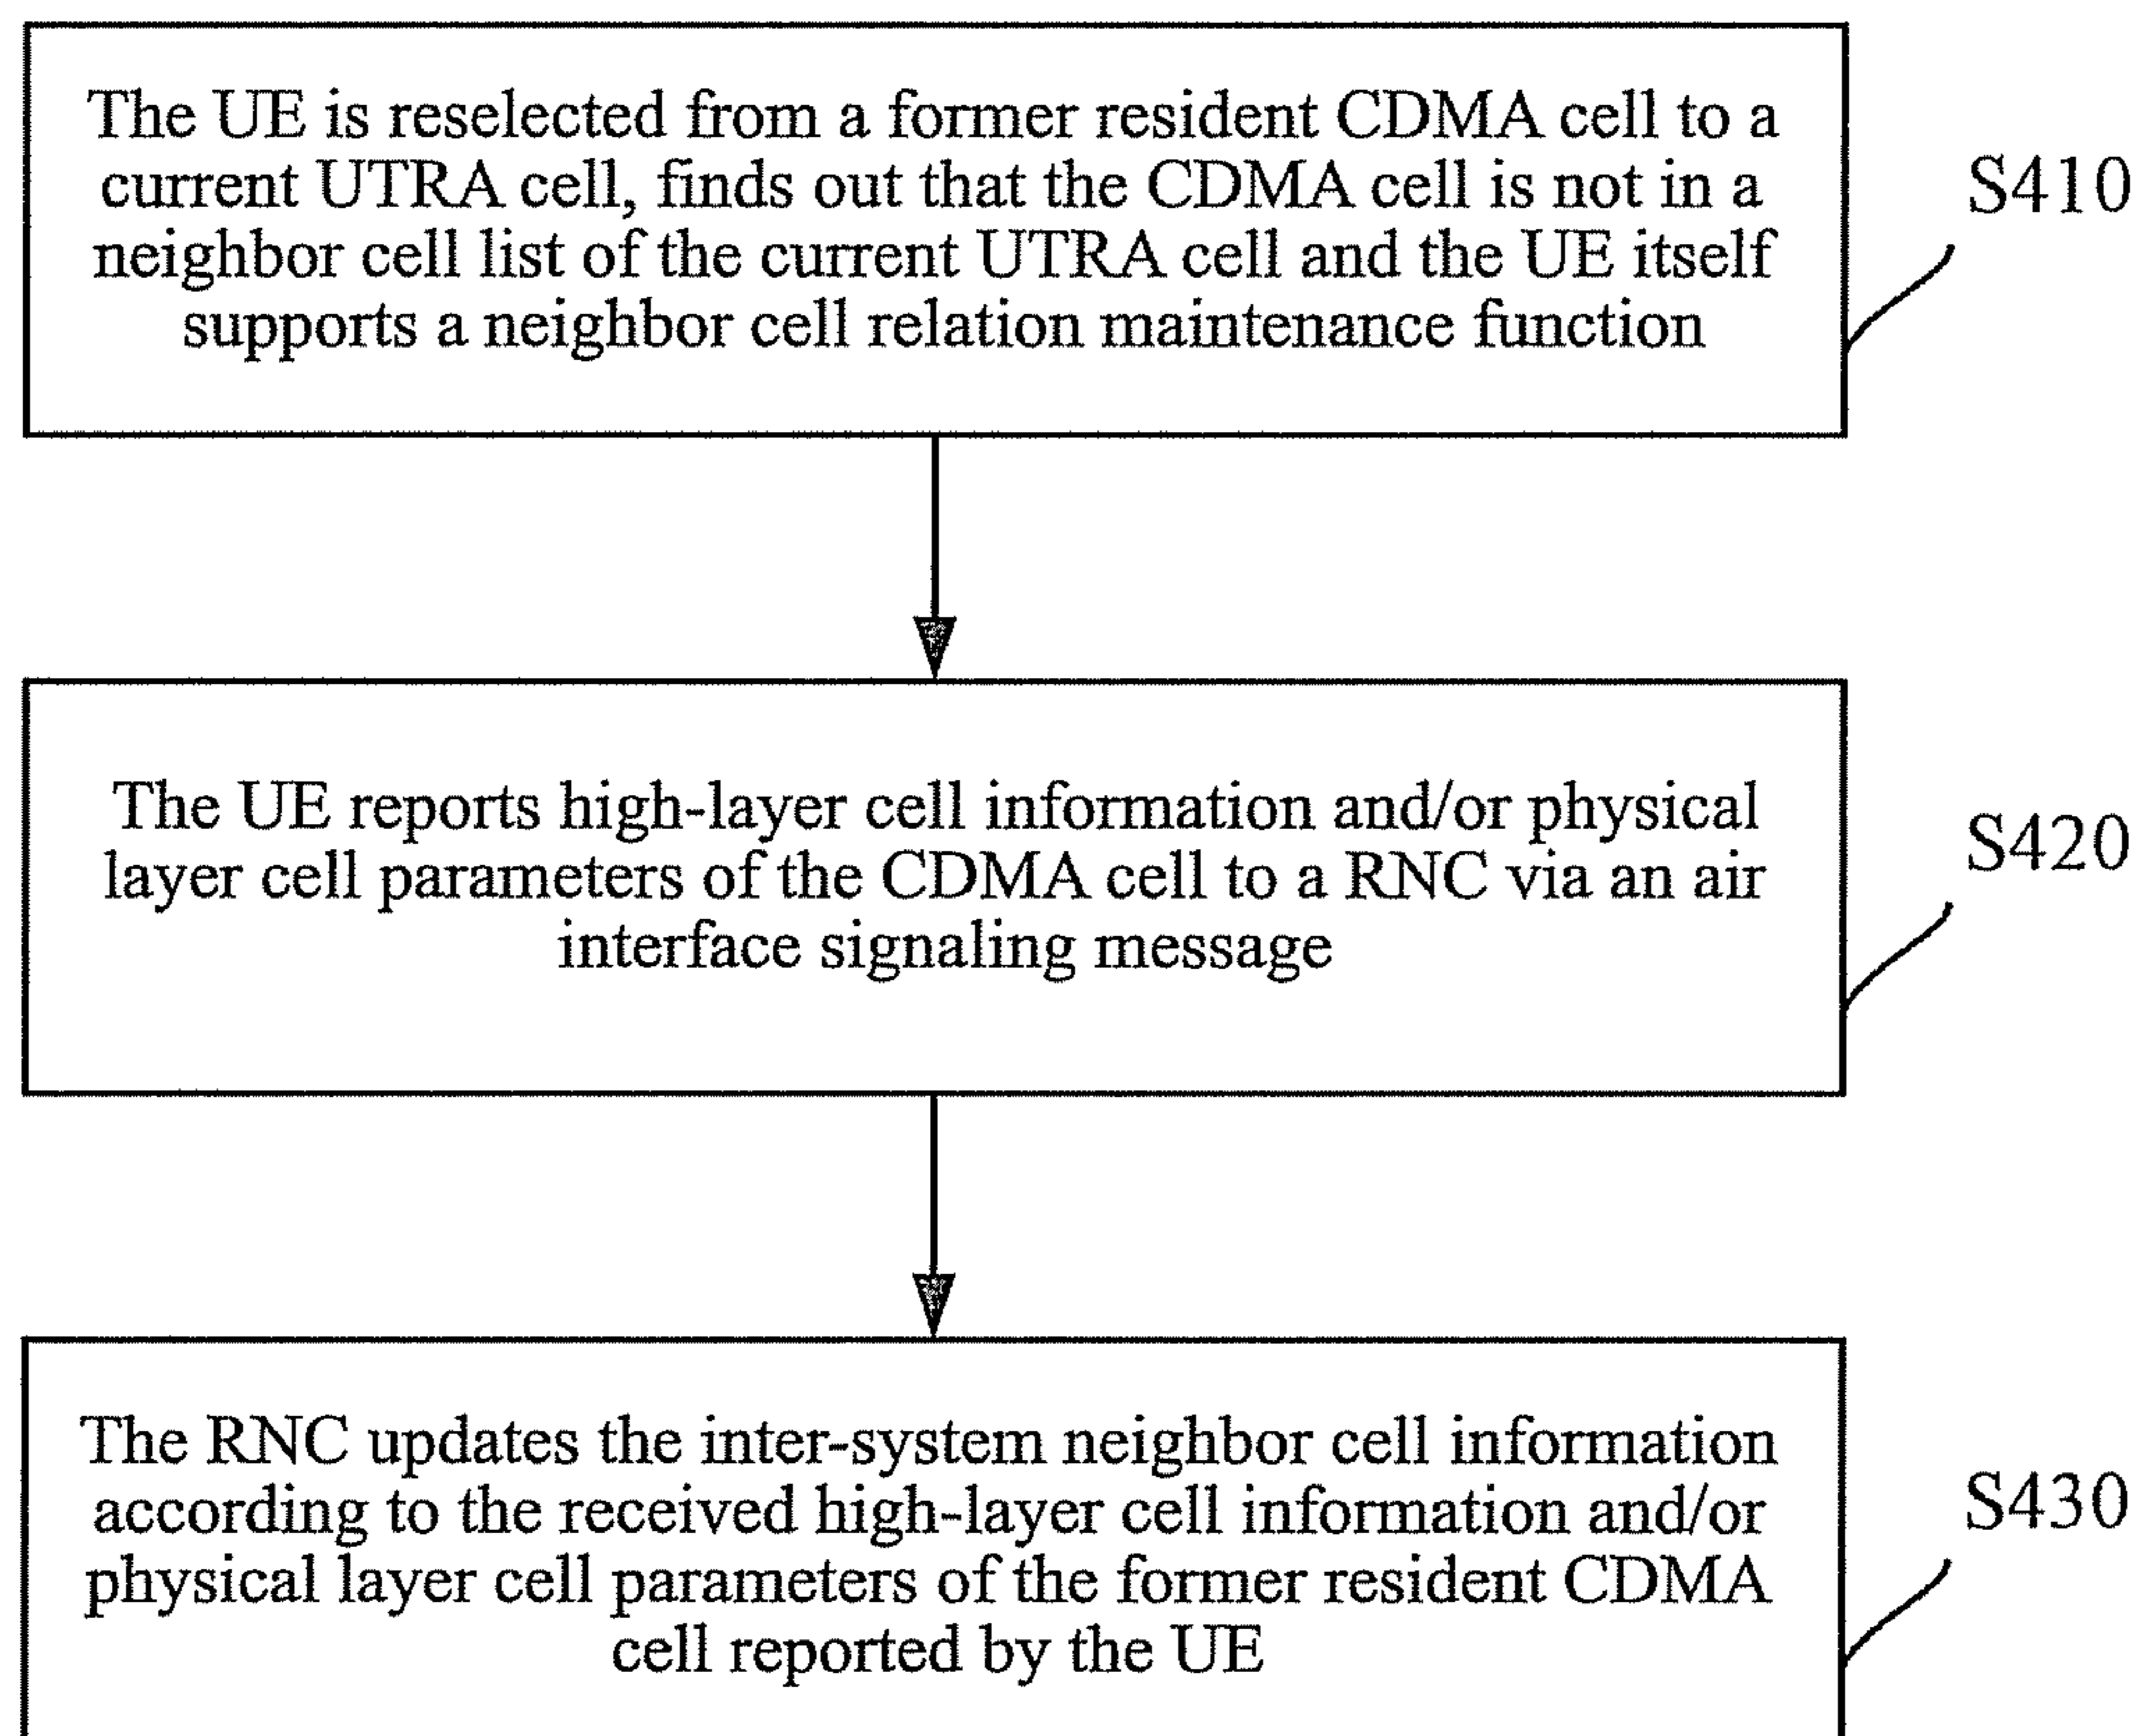 The UE is reselected from a former resident CDMA cell to a
current UTRA cell, finds out that the CDMA cell is not in a
neighbor cell list of the current UTRA cell and the UE itself
supports a neighbor cell relation maintenance function
S410
The UE reports high-layer cell information and/or physical
layer cell parameters of the CDMA cell to a RNC via an air
interface signaling message
S420
The RNC updates the inter-system neighbor cell information
according to the received high-layer cell information and/or
physical layer cell parameters of the former resident CDMA
cell reported by the UE
S430